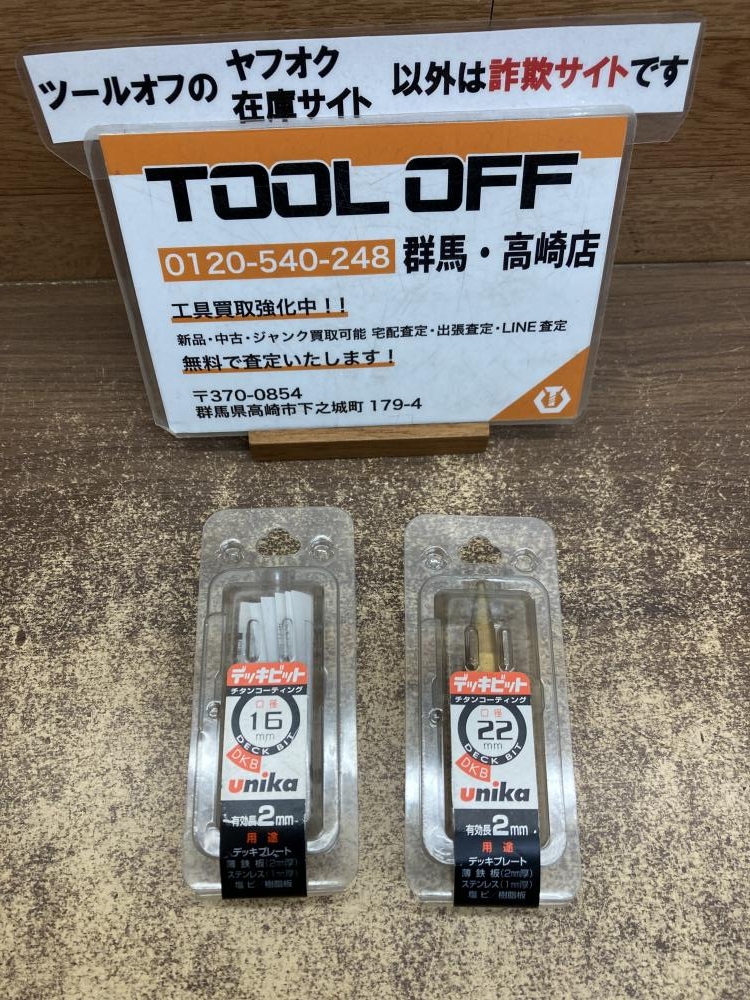 ツールオフの ヤフオク 在庫サイト 以外は詐欺サイトです
TOOL OFF
0120-540-248 群馬・高崎店
工具買取強化中!!
新品・中古・ジャンク買取可能 宅配査定・出張査定・LINE査定
無料で査定いたします!
〒370-0854
群馬県高崎市下之城町 179-4
デッキビット
チタンコーティング
口径
16
mm
DECK BIT
DKB
unika
有効長2mm
用途
デッキプレート
薄鉄板(2mm厚)
ステンレス(1mm厚)
塩ビ 樹脂板
デッキビット
チタンコーティング
口径
22
mm
DECK BIT
DKB
unika
有効長2mm
用途
デッキプレート
薄鉄板(2mm厚)
ステンレス(1mm厚)
塩ビ 樹脂板